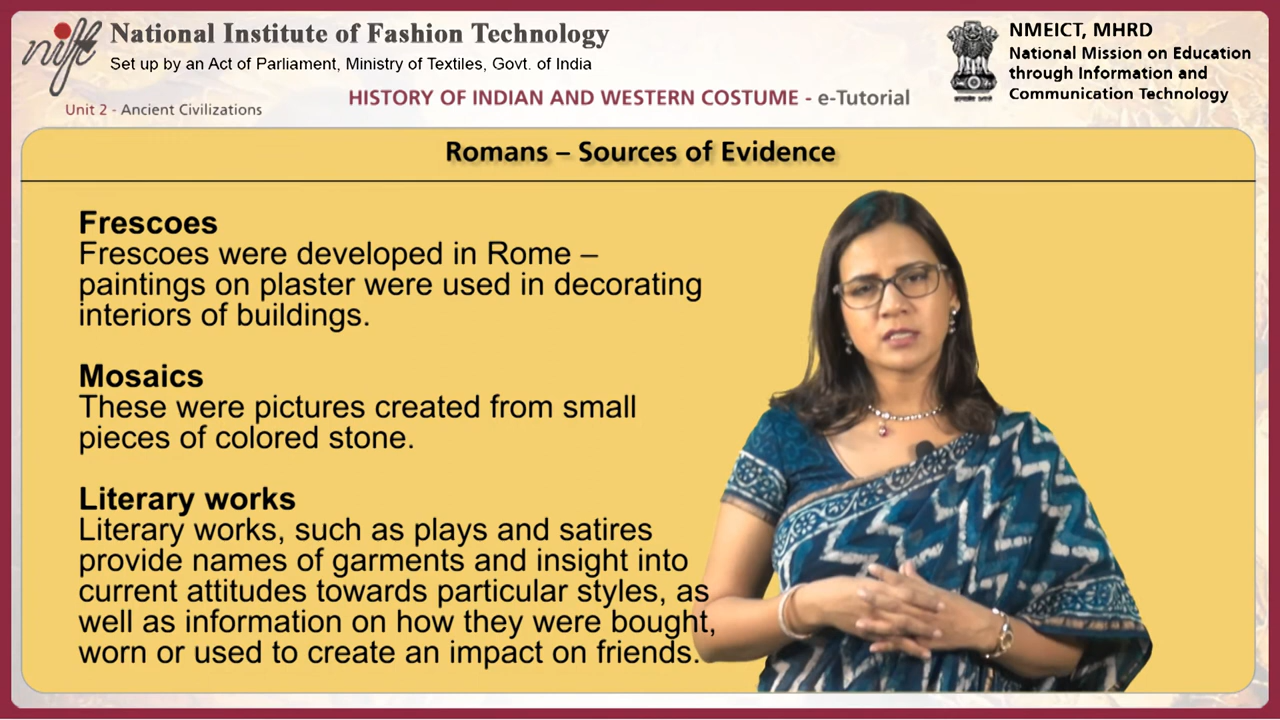 nift
National Institute of Fashion Technology
Set up by an Act of Parliament, Ministry of Textiles, Govt. of India
NMEICT, MHRD
National Mission on Education
through Information and
Communication Technology
HISTORY OF INDIAN AND WESTERN COSTUME - e-Tutorial
Unit 2 - Ancient Civilizations
Romans – Sources of Evidence
Frescoes
Frescoes were developed in Rome –
paintings on plaster were used in decorating
interiors of buildings.
Mosaics
These were pictures created from small
pieces of colored stone.
Literary works
Literary works, such as plays and satires
provide names of garments and insight into
current attitudes towards particular styles, as
well as information on how they were bought,
worn or used to create an impact on friends.